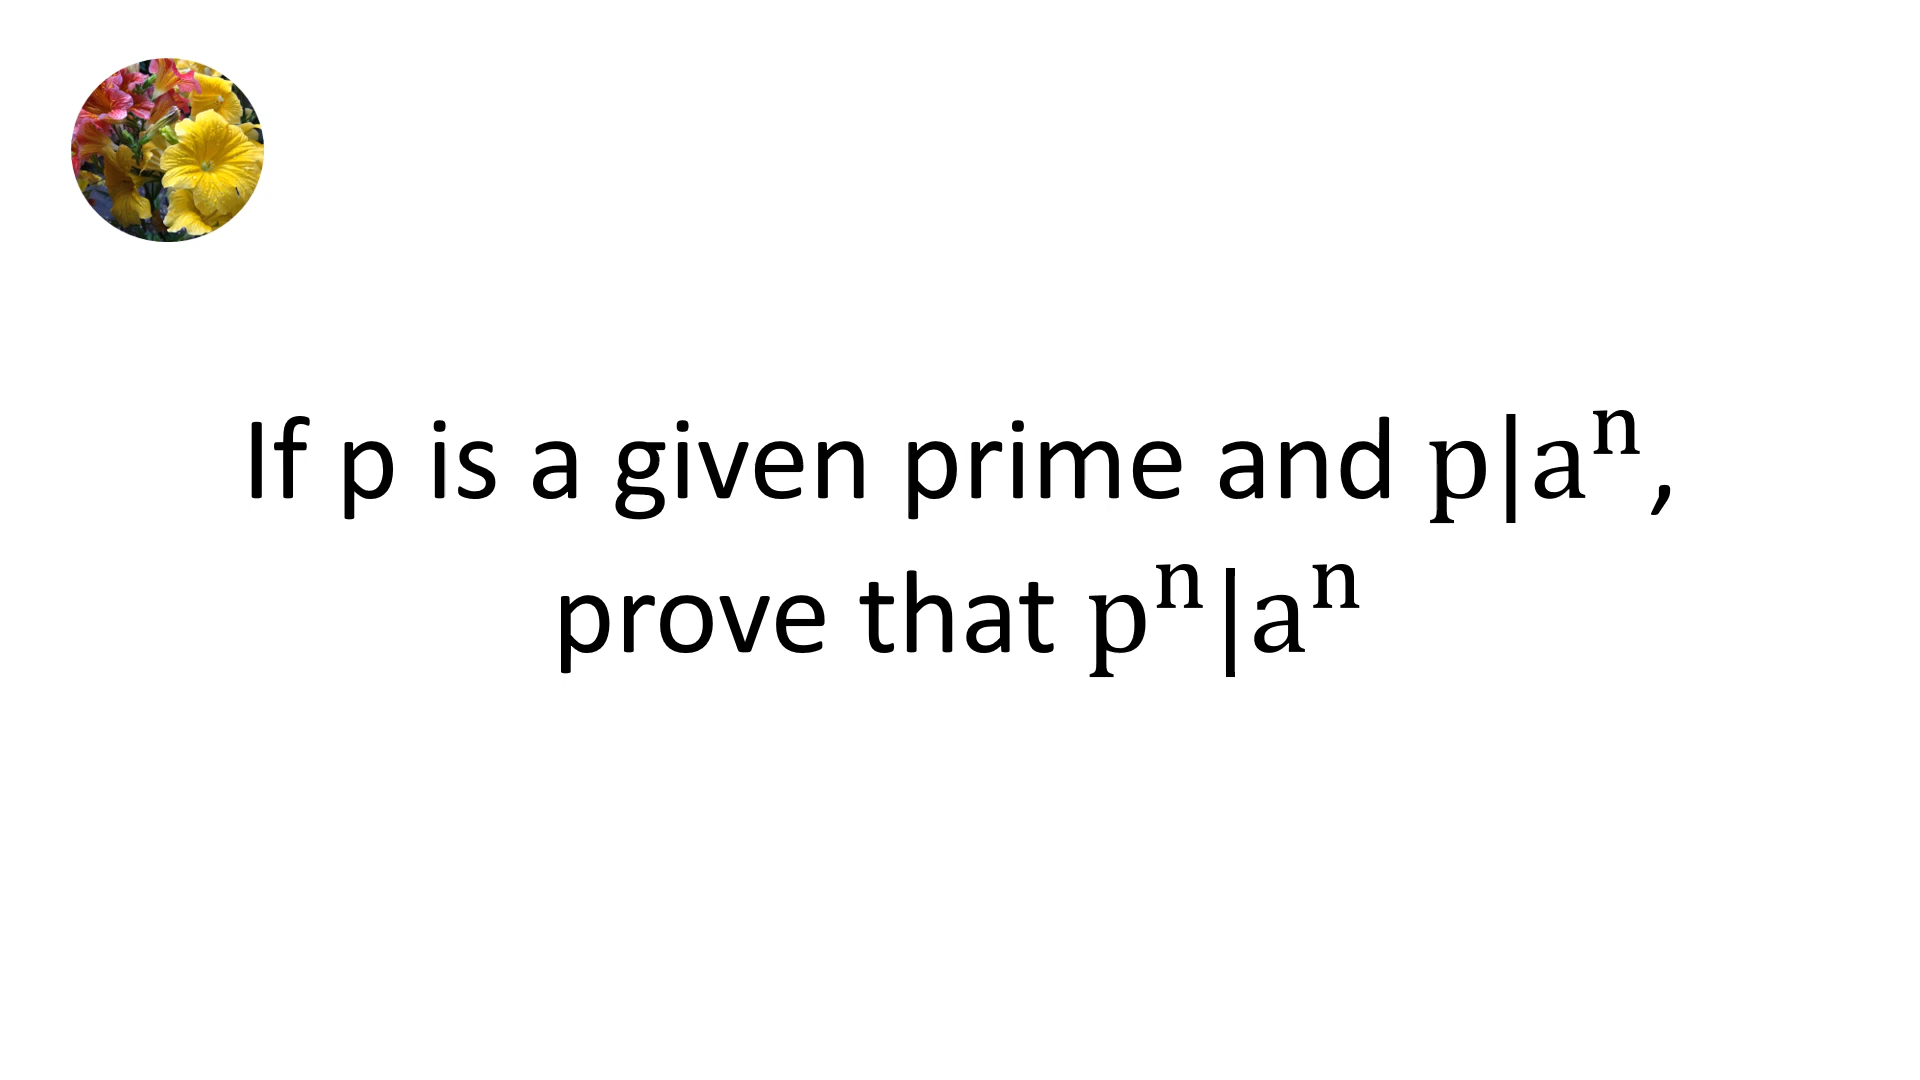 If p is a given prime and p|aⁿ,
prove that pⁿ|aⁿ